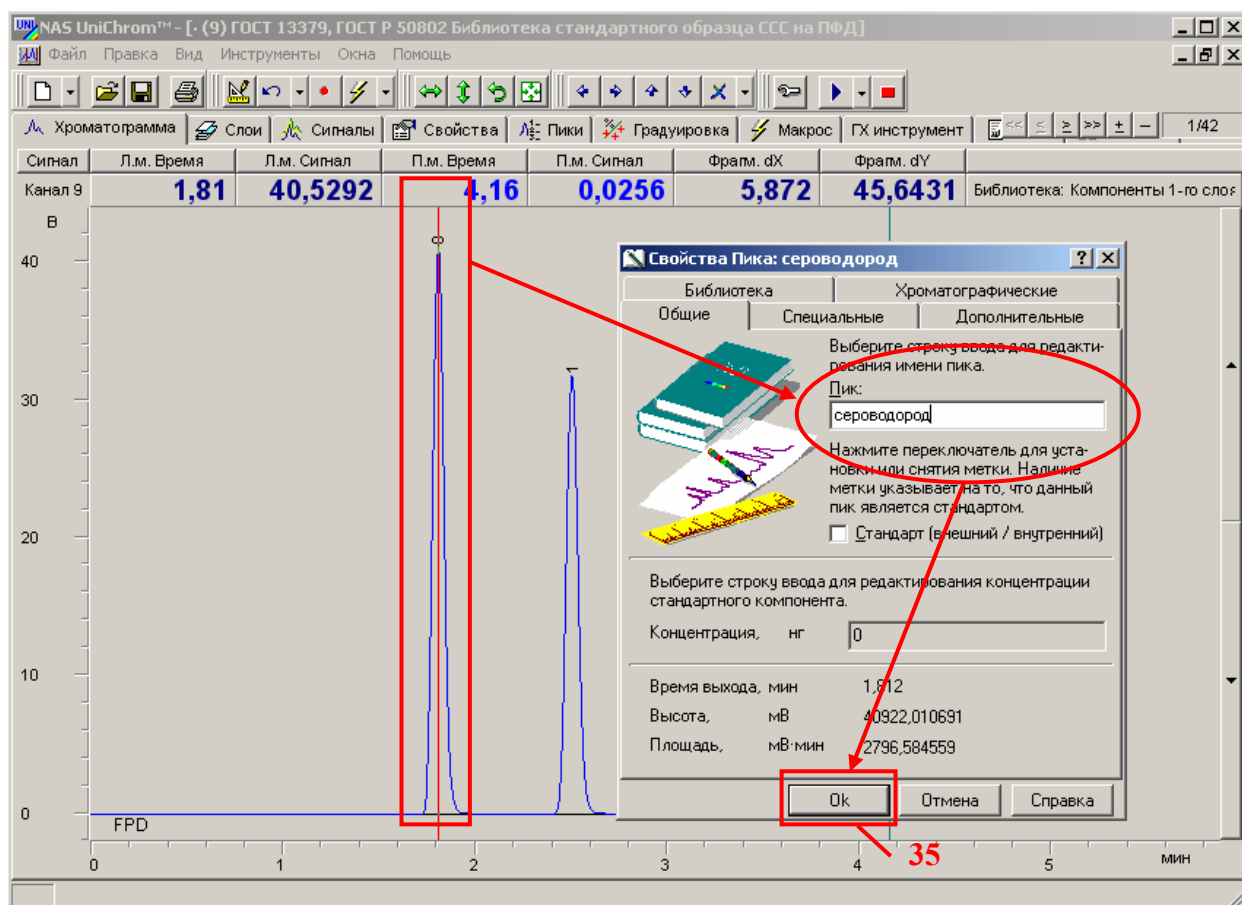 NAS UniChrom™ - [- (9) ГОСТ 13379, ГОСТ Р 50802 Библиотека стандартного образца ССС на ПФД]
Файл Правка Вид Инструменты Окна Помощь
Хроматограмма Слои Сигналы Свойства Пики Градуировка Макрос ГХ инструмент << ≤ ≥ >> ± − 1/42
Сигнал Л.м. Время Л.м. Сигнал П.м. Время П.м. Сигнал Фрагм. dX Фрагм. dY
Канал 9 1,81 40,5292 4,16 0,0256 5,872 45,6431 Библиотека: Компоненты 1-го слоя
В
40
30
20
10
0
0
1
FPD
0 1 2 3 4 5 мин
Свойства Пика: сероводород
Библиотека Хроматографические
Общие Специальные Дополнительные
Выберите строку ввода для редакти-
рования имени пика.
Пик:
сероводород
Нажмите переключатель для уста-
новки или снятия метки. Наличие
метки указывает на то, что данный
пик является стандартом.
Стандарт (внешний / внутренний)
Выберите строку ввода для редактирования концентрации
стандартного компонента.
Концентрация, нг 0
Время выхода, мин 1,812
Высота, мВ 40922,010691
Площадь, мВ·мин 2796,584559
Ok Отмена Справка
35